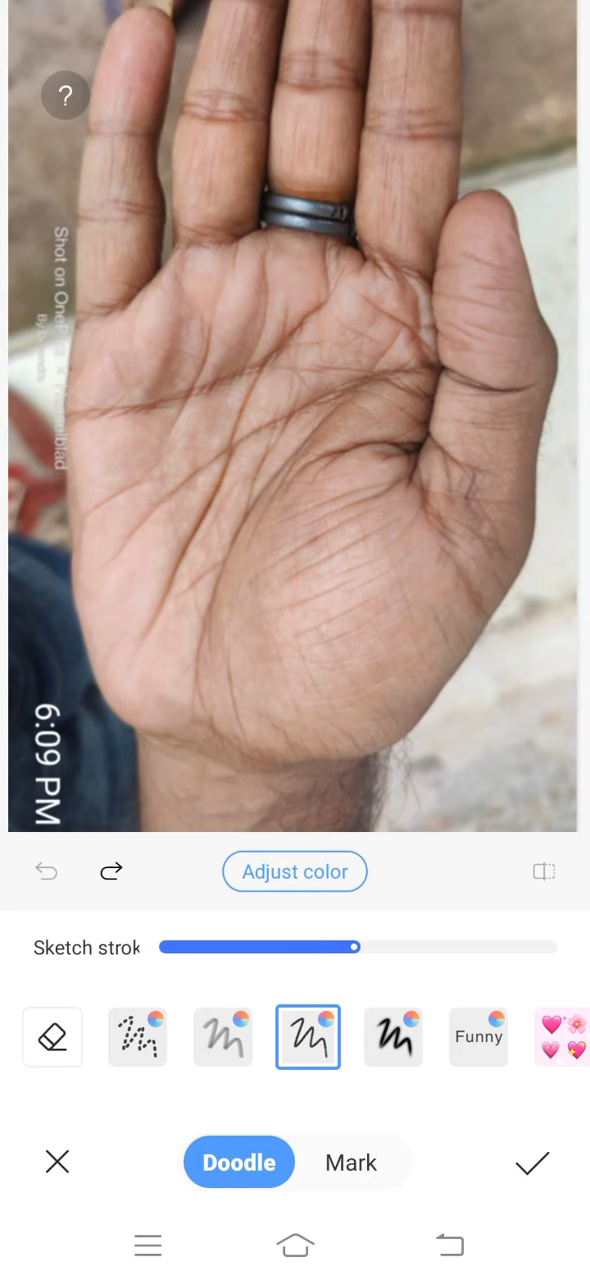 ?
Shot on OnePlus × Hasselblad
6:09 PM
Adjust color
Sketch strok
Funny
Doodle
Mark